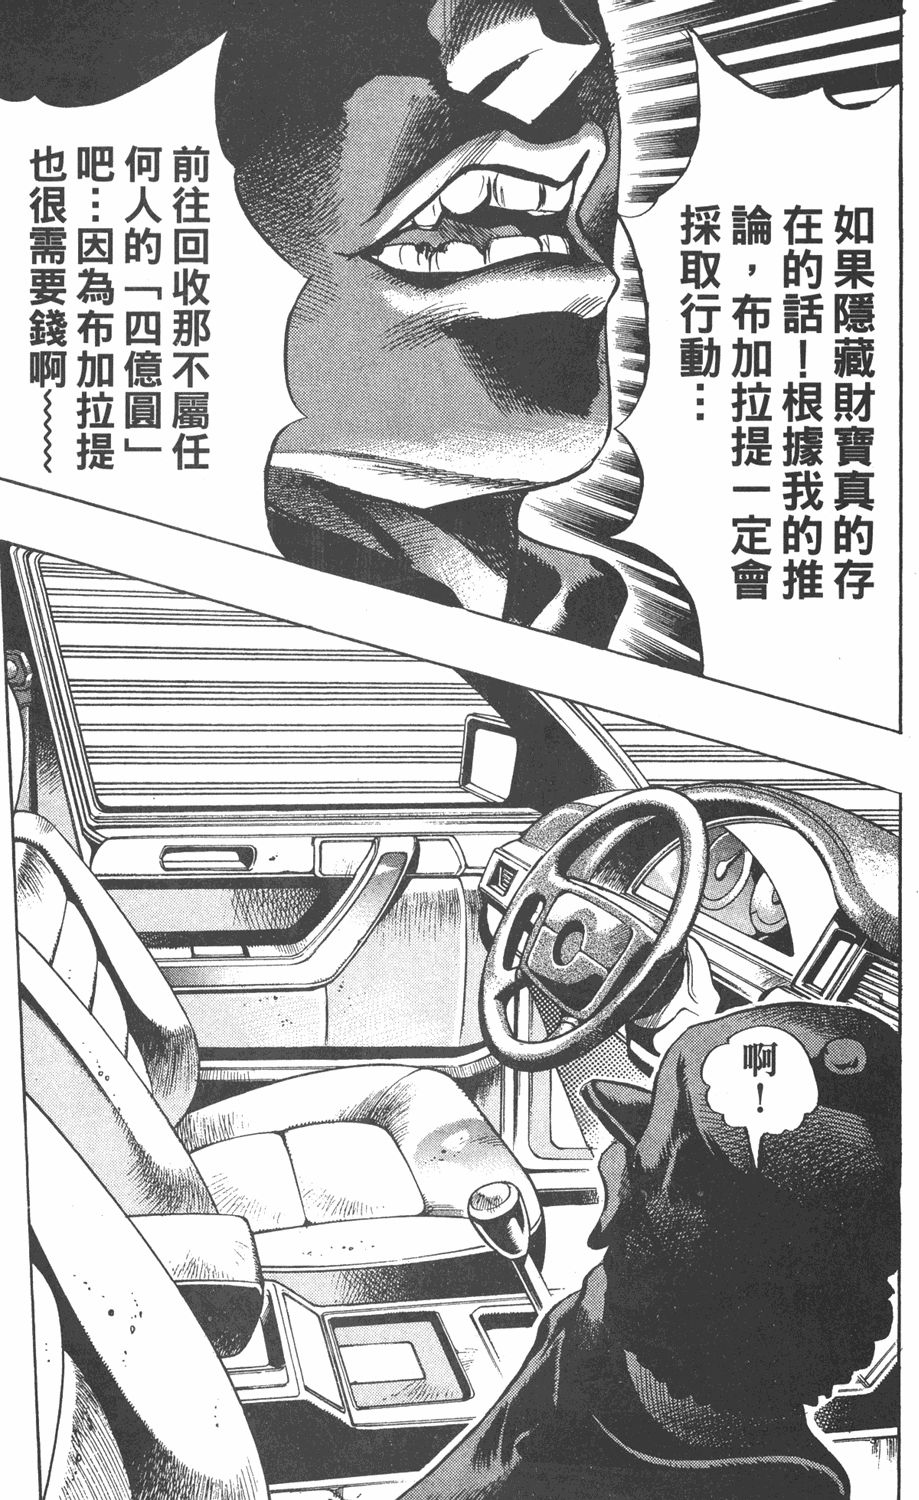 如果隱藏財寶真的存
在的話！根據我的推
論，布加拉提一定會
採取行動…
前往回收那不屬任
何人的「四億圓」
吧…因為布加拉提
也很需要錢啊～～～～
啊！